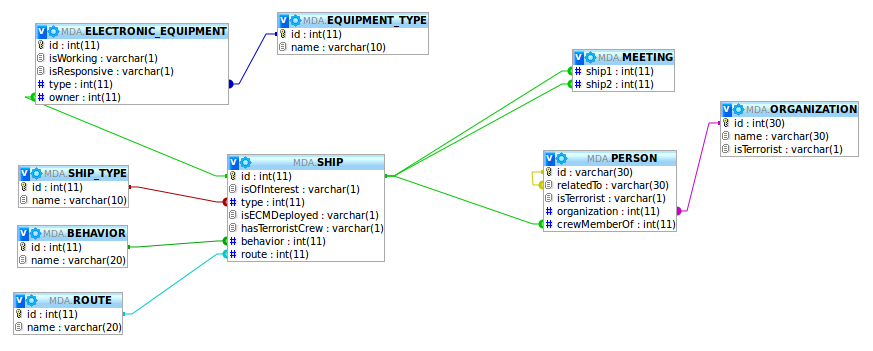 V MDA.ELECTRONIC_EQUIPMENT
id : int(11)
isWorking : varchar(1)
isResponsive : varchar(1)
# type : int(11)
# owner : int(11)
V MDA.EQUIPMENT_TYPE
id : int(11)
name : varchar(10)
V MDA.MEETING
# ship1 : int(11)
# ship2 : int(11)
V MDA.ORGANIZATION
id : int(30)
name : varchar(30)
isTerrorist : varchar(1)
V MDA.SHIP_TYPE
id : int(11)
name : varchar(10)
V MDA.SHIP
id : int(11)
isOfInterest : varchar(1)
# type : int(11)
isECMDeployed : varchar(1)
hasTerroristCrew : varchar(1)
# behavior : int(11)
# route : int(11)
V MDA.PERSON
id : varchar(30)
relatedTo : varchar(30)
isTerrorist : varchar(1)
# organization : int(11)
# crewMemberOf : int(11)
V MDA.BEHAVIOR
id : int(11)
name : varchar(20)
V MDA.ROUTE
id : int(11)
name : varchar(20)